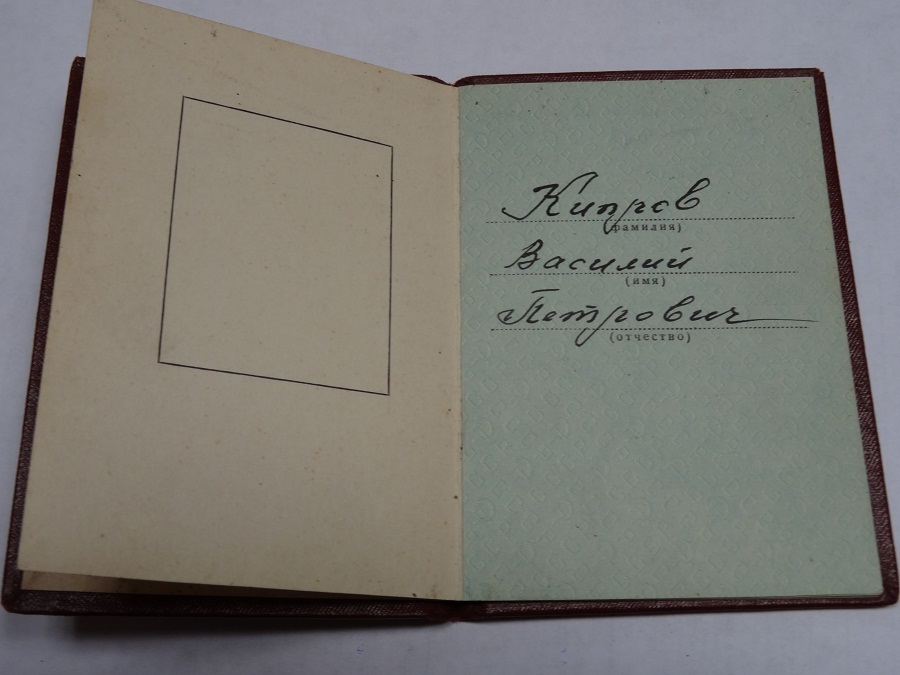 Кипров
(фамилия)
Василий
(имя)
Петрович
(отчество)